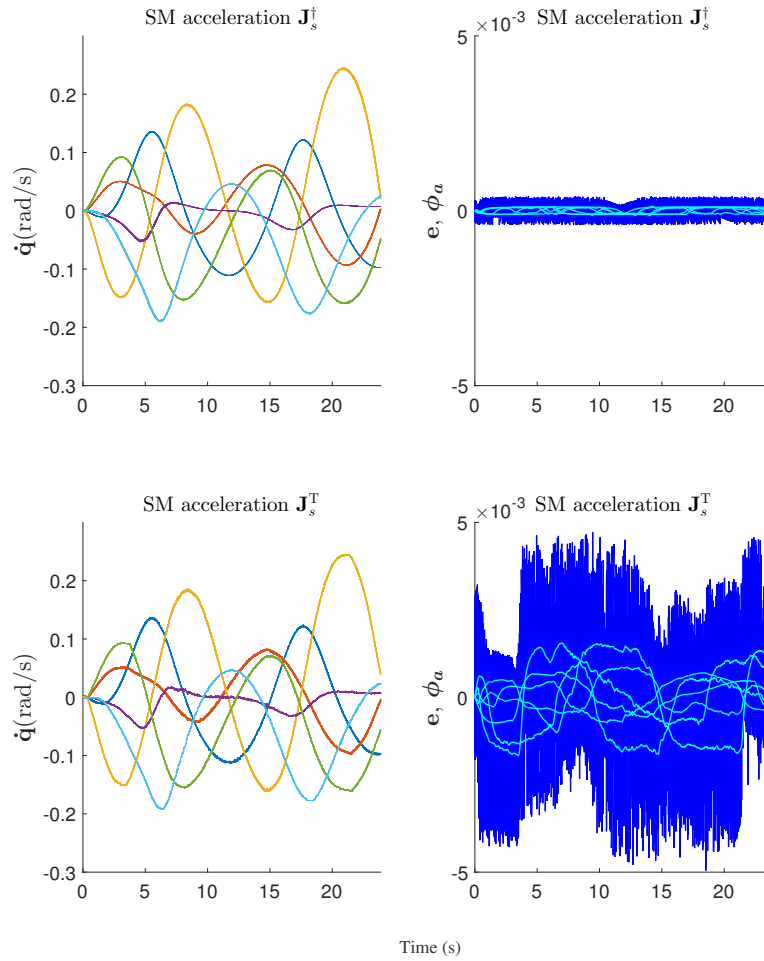 SM acceleration J_s^†
SM acceleration J_s^†
×10^-3
q̇(rad/s)
0.2
0.1
0
-0.1
-0.2
-0.3
0 5 10 15 20
e, ϕ_a
5
0
-5
0 5 10 15 20
SM acceleration J_s^T
SM acceleration J_s^T
×10^-3
q̇(rad/s)
0.2
0.1
0
-0.1
-0.2
-0.3
0 5 10 15 20
e, ϕ_a
5
0
-5
0 5 10 15 20
Time (s)